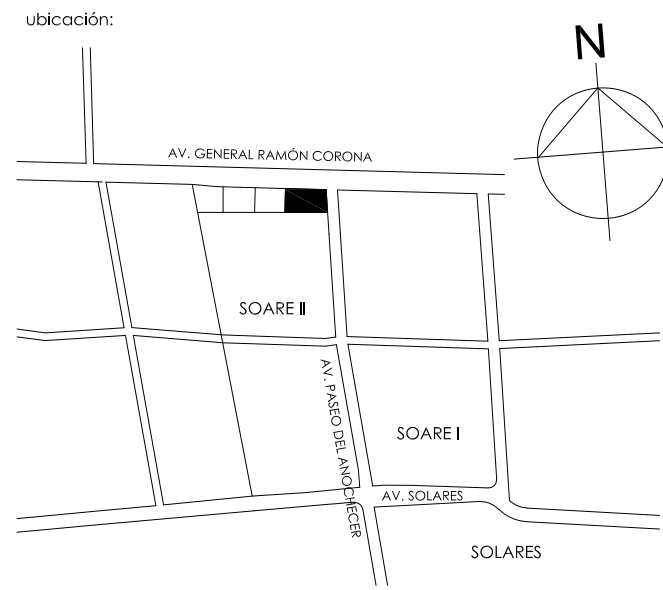 ubicación:
N
AV. GENERAL RAMÓN CORONA
SOARE II
AV. PASEO DEL ANOCHECER
SOARE I
AV. SOLARES
SOLARES